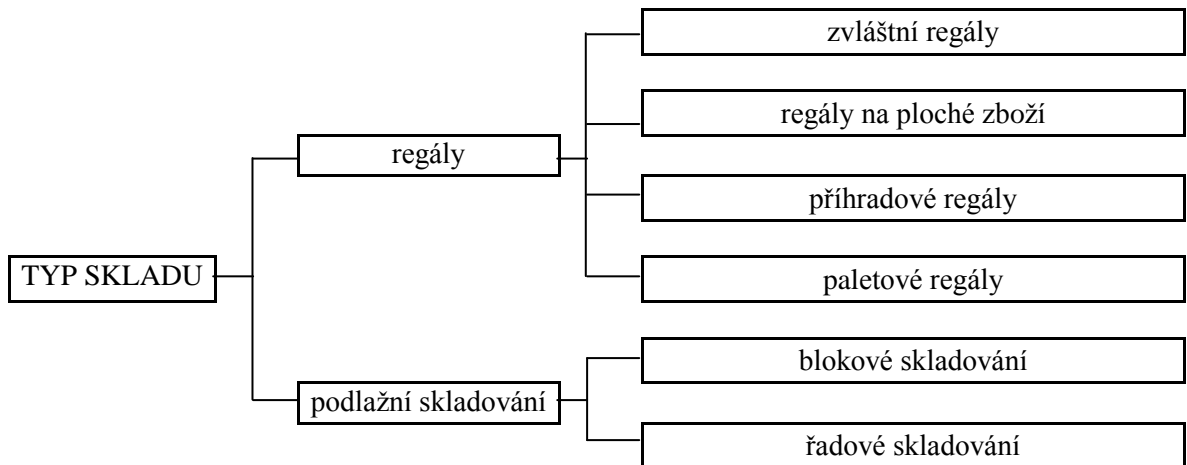 TYP SKLADU
regály
zvláštní regály
regály na ploché zboží
příhradové regály
paletové regály
podlažní skladování
blokové skladování
řadové skladování